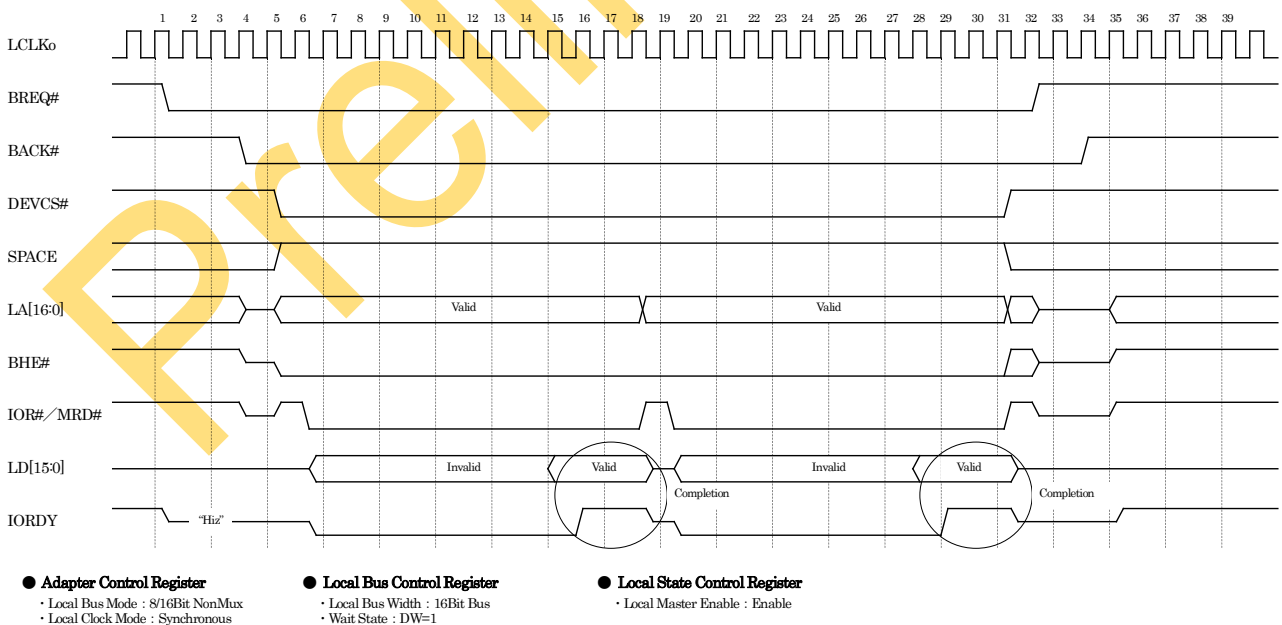 1 2 3 4 5 6 7 8 9 10 11 12 13 14 15 16 17 18 19 20 21 22 23 24 25 26 27 28 29 30 31 32 33 34 35 36 37 38 39
LCLKo
BREQ#
BACK#
DEVCS#
SPACE
LA[16:0] Valid Valid
BHE#
IOR#／MRD#
LD[15:0] Invalid Valid Invalid Valid
Completion Completion
IORDY "Hiz"
● Adapter Control Register
・Local Bus Mode : 8/16Bit NonMux
・Local Clock Mode : Synchronous
● Local Bus Control Register
・Local Bus Width : 16Bit Bus
・Wait State : DW=1
● Local State Control Register
・Local Master Enable : Enable